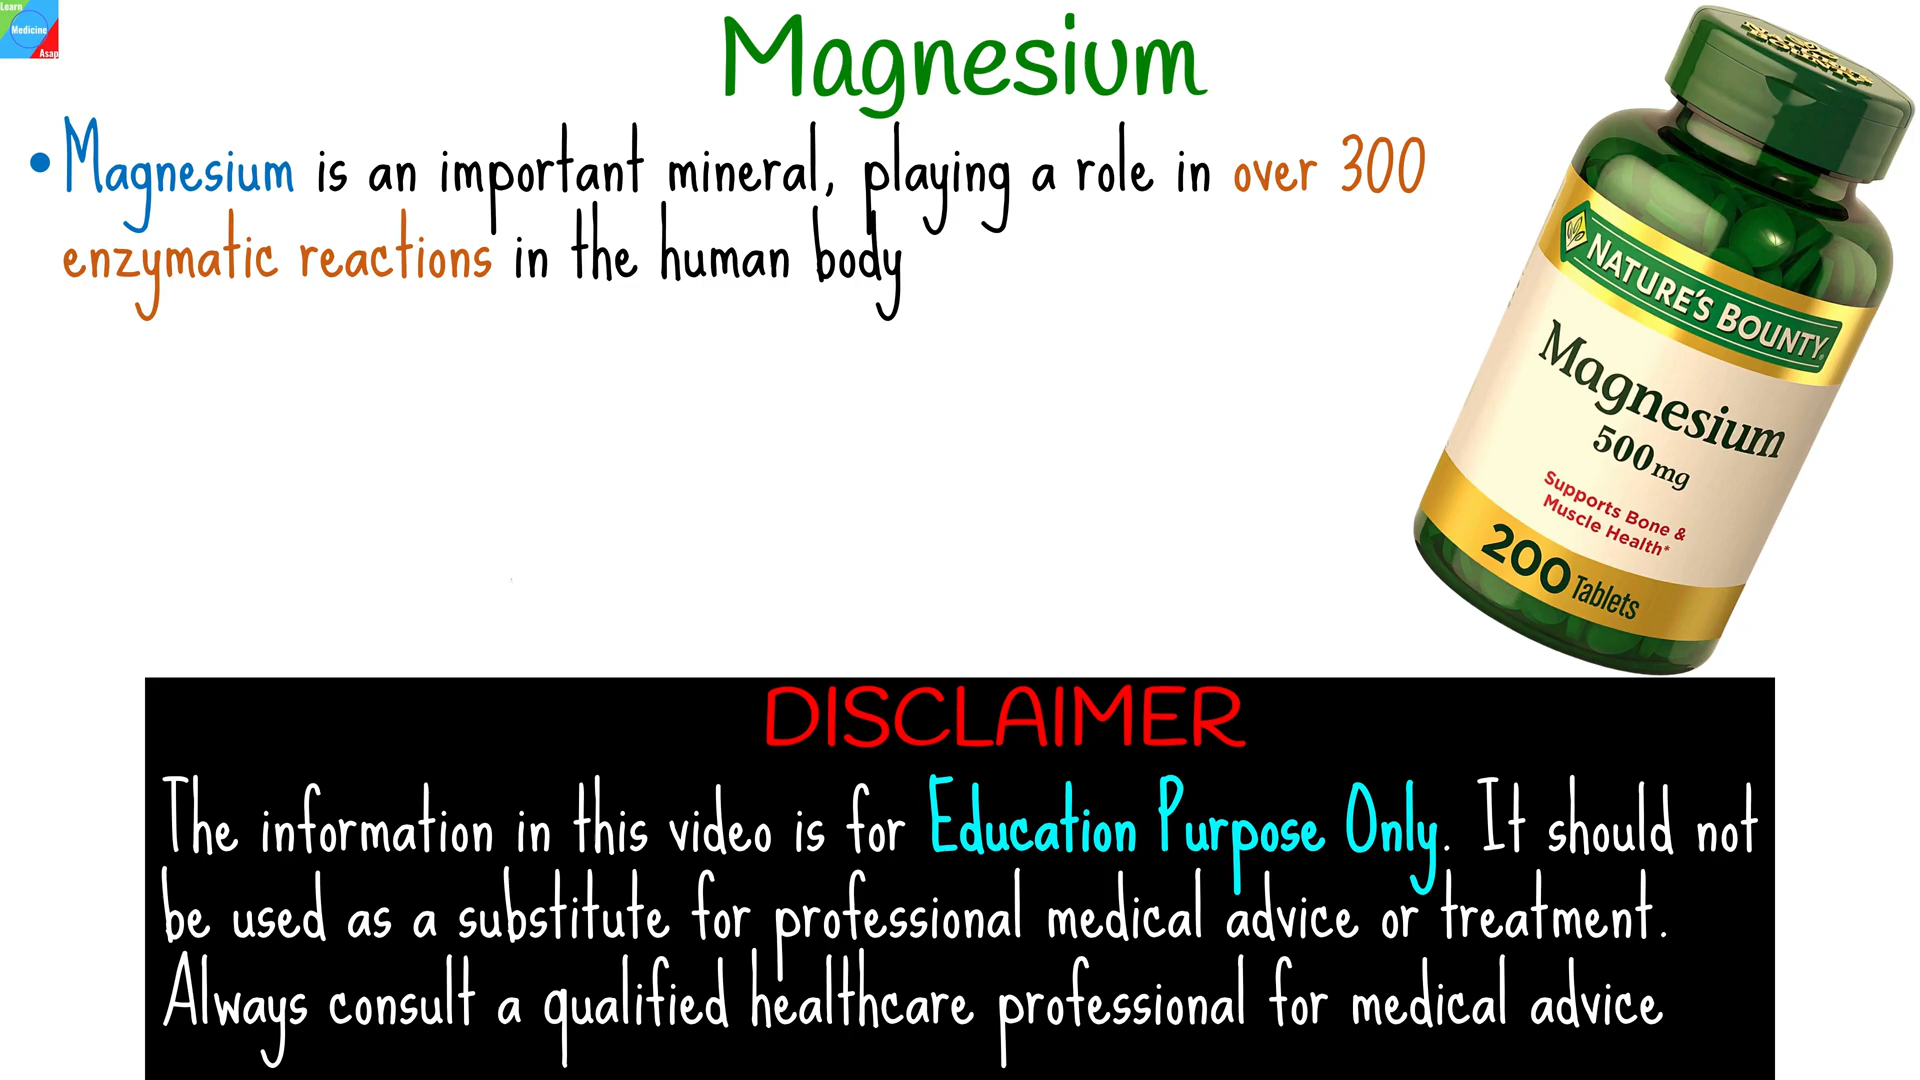 Learn
Medicine
Asap
Magnesium
• Magnesium is an important mineral, playing a role in over 300
enzymatic reactions in the human body
NATURE'S BOUNTY®
Magnesium
500mg
Supports Bone &
Muscle Health*
200 Tablets
DISCLAIMER
The information in this video is for Education Purpose Only. It should not
be used as a substitute for professional medical advice or treatment.
Always consult a qualified healthcare professional for medical advice